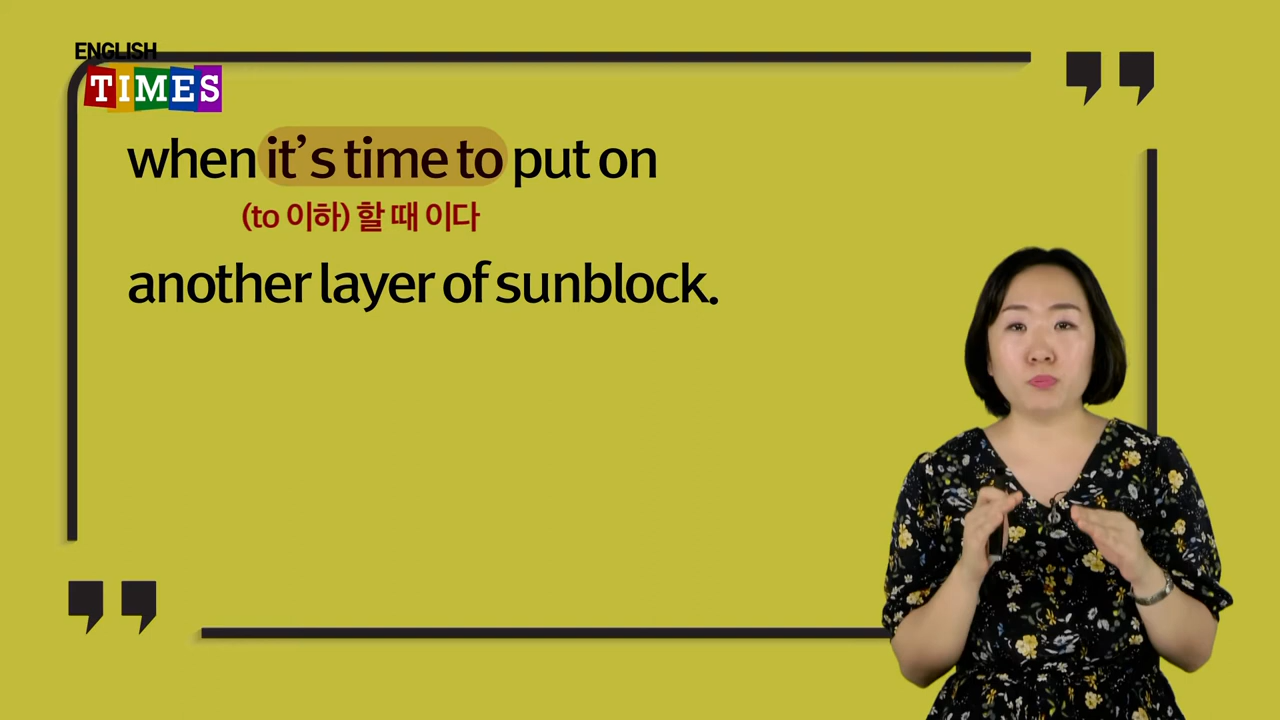 ENGLISH
TIMES
when it's time to put on
(to 이하) 할 때 이다
another layer of sunblock.